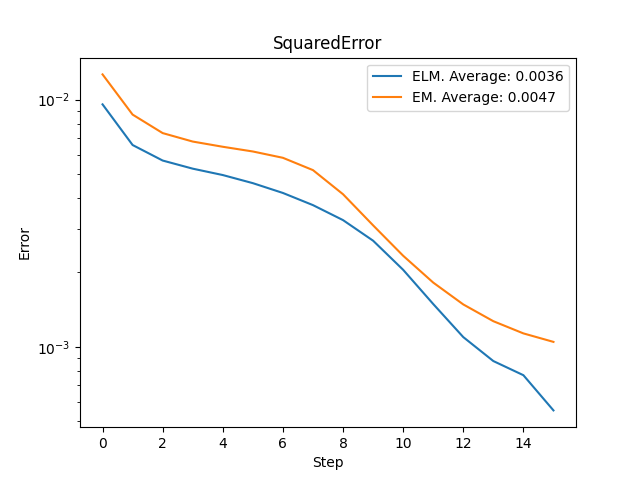 SquaredError
ELM. Average: 0.0036
EM. Average: 0.0047
10⁻²
10⁻³
Error
0 2 4 6 8 10 12 14
Step